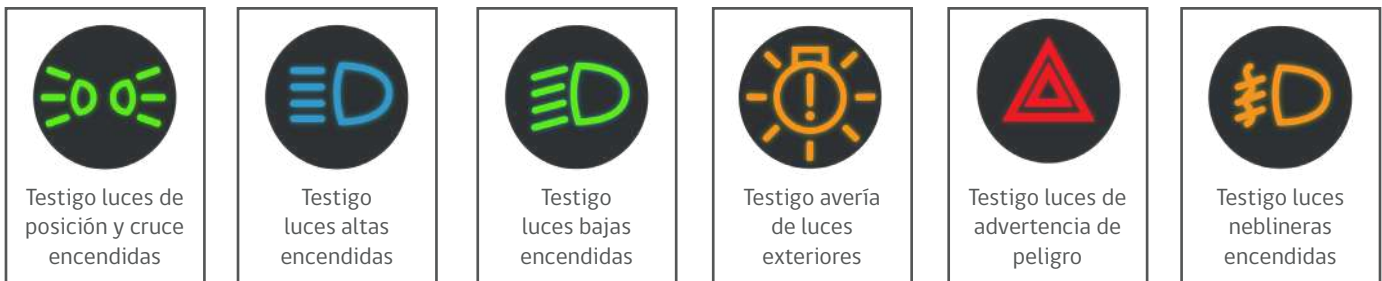 Testigo luces de
posición y cruce
encendidas
Testigo
luces altas
encendidas
Testigo
luces bajas
encendidas
Testigo avería
de luces
exteriores
Testigo luces de
advertencia de
peligro
Testigo luces
neblineras
encendidas